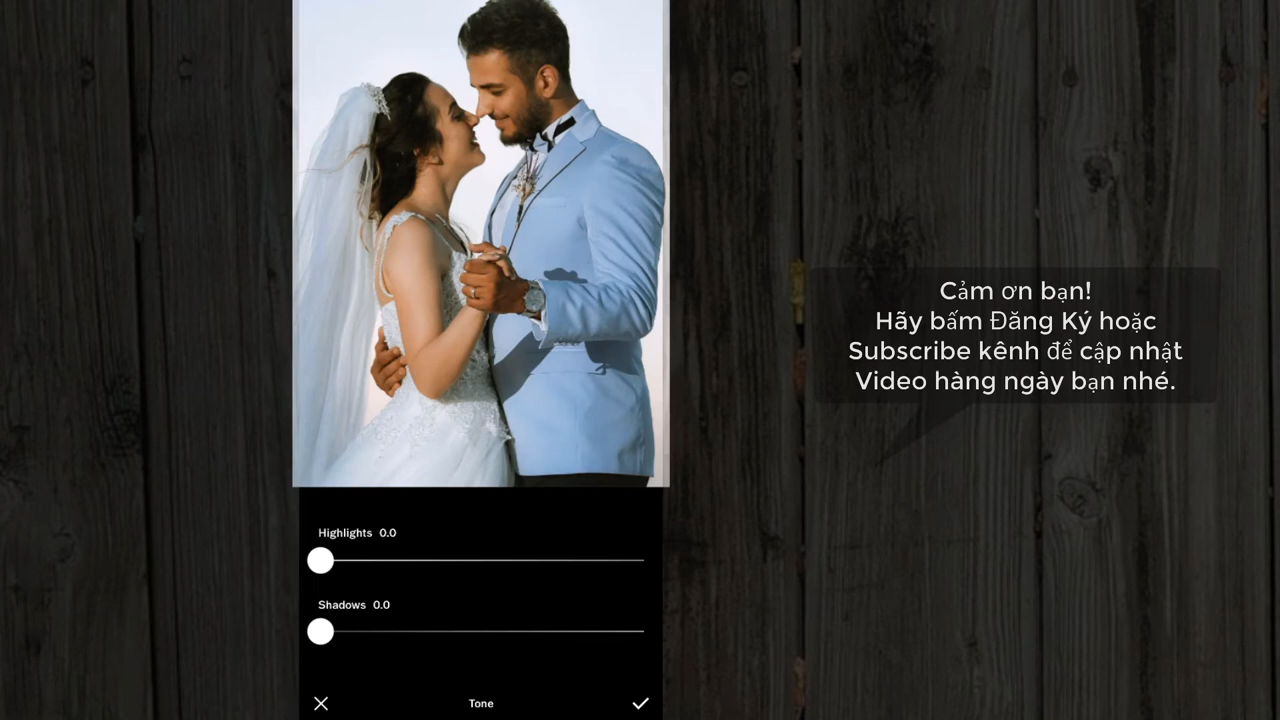 Cảm ơn bạn!
Hãy bấm Đăng Ký hoặc
Subscribe kênh để cập nhật
Video hàng ngày bạn nhé.
Highlights 0.0
Shadows 0.0
Tone